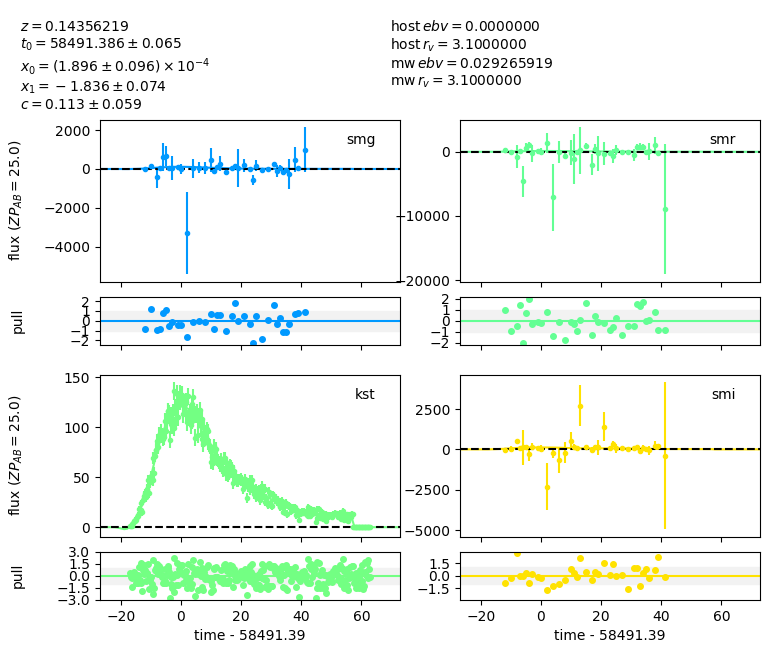 z = 0.14356219
t₀ = 58491.386 ± 0.065
x₀ = (1.896 ± 0.096) × 10⁻⁴
x₁ = −1.836 ± 0.074
c = 0.113 ± 0.059
host ebv = 0.0000000
host r_v = 3.1000000
mw ebv = 0.029265919
mw r_v = 3.1000000
smg
flux (ZP_AB = 25.0)
2000
0
−2000
−4000
smr
0
−10000
−20000
pull
2
1
0
−1
−2
2
1
0
−1
−2
kst
flux (ZP_AB = 25.0)
150
100
50
0
smi
2500
0
−2500
−5000
pull
3.0
1.5
0.0
−1.5
−3.0
1.5
0.0
−1.5
−20 0 20 40 60
time - 58491.39
−20 0 20 40 60
time - 58491.39